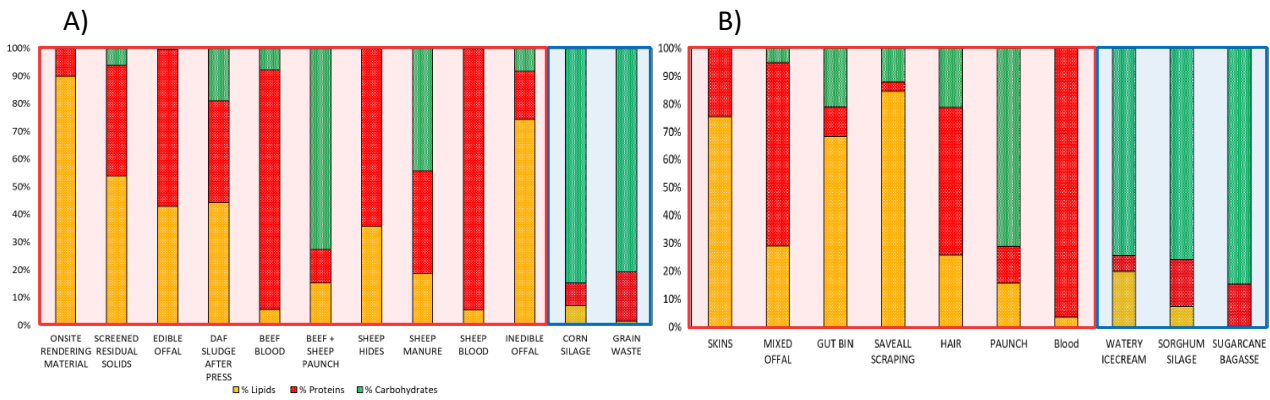 A)
100%
90%
80%
70%
60%
50%
40%
30%
20%
10%
0%
ONSITE RENDERING MATERIAL
SCREENED RESIDUAL SOLIDS
EDIBLE OFFAL
DAF SLUDGE AFTER PRESS
BEEF BLOOD
BEEF + SHEEP PAUNCH
SHEEP HIDES
SHEEP MANURE
SHEEP BLOOD
INEDIBLE OFFAL
CORN SILAGE
GRAIN WASTE
% Lipids
% Proteins
% Carbohydrates
B)
100%
90%
80%
70%
60%
50%
40%
30%
20%
10%
0%
SKINS
MIXED OFFAL
GUT BIN
SAVEALL SCRAPING
HAIR
PAUNCH
Blood
WATERY ICECREAM
SORGHUM SILAGE
SUGARCANE BAGASSE
% Lipids
% Proteins
% Carbohydrates